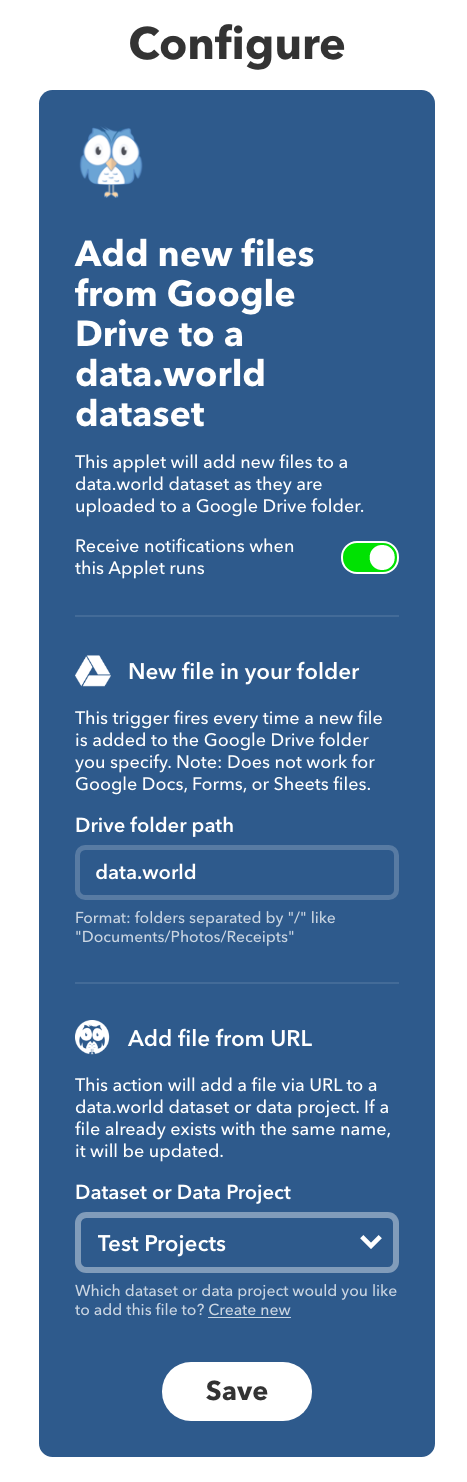 Configure
Add new files
from Google
Drive to a
data.world
dataset
This applet will add new files to a
data.world dataset as they are
uploaded to a Google Drive folder.
Receive notifications when
this Applet runs
New file in your folder
This trigger fires every time a new file
is added to the Google Drive folder
you specify. Note: Does not work for
Google Docs, Forms, or Sheets files.
Drive folder path
data.world
Format: folders separated by "/" like
"Documents/Photos/Receipts"
Add file from URL
This action will add a file via URL to a
data.world dataset or data project. If a
file already exists with the same name,
it will be updated.
Dataset or Data Project
Test Projects
Which dataset or data project would you like
to add this file to? Create new
Save